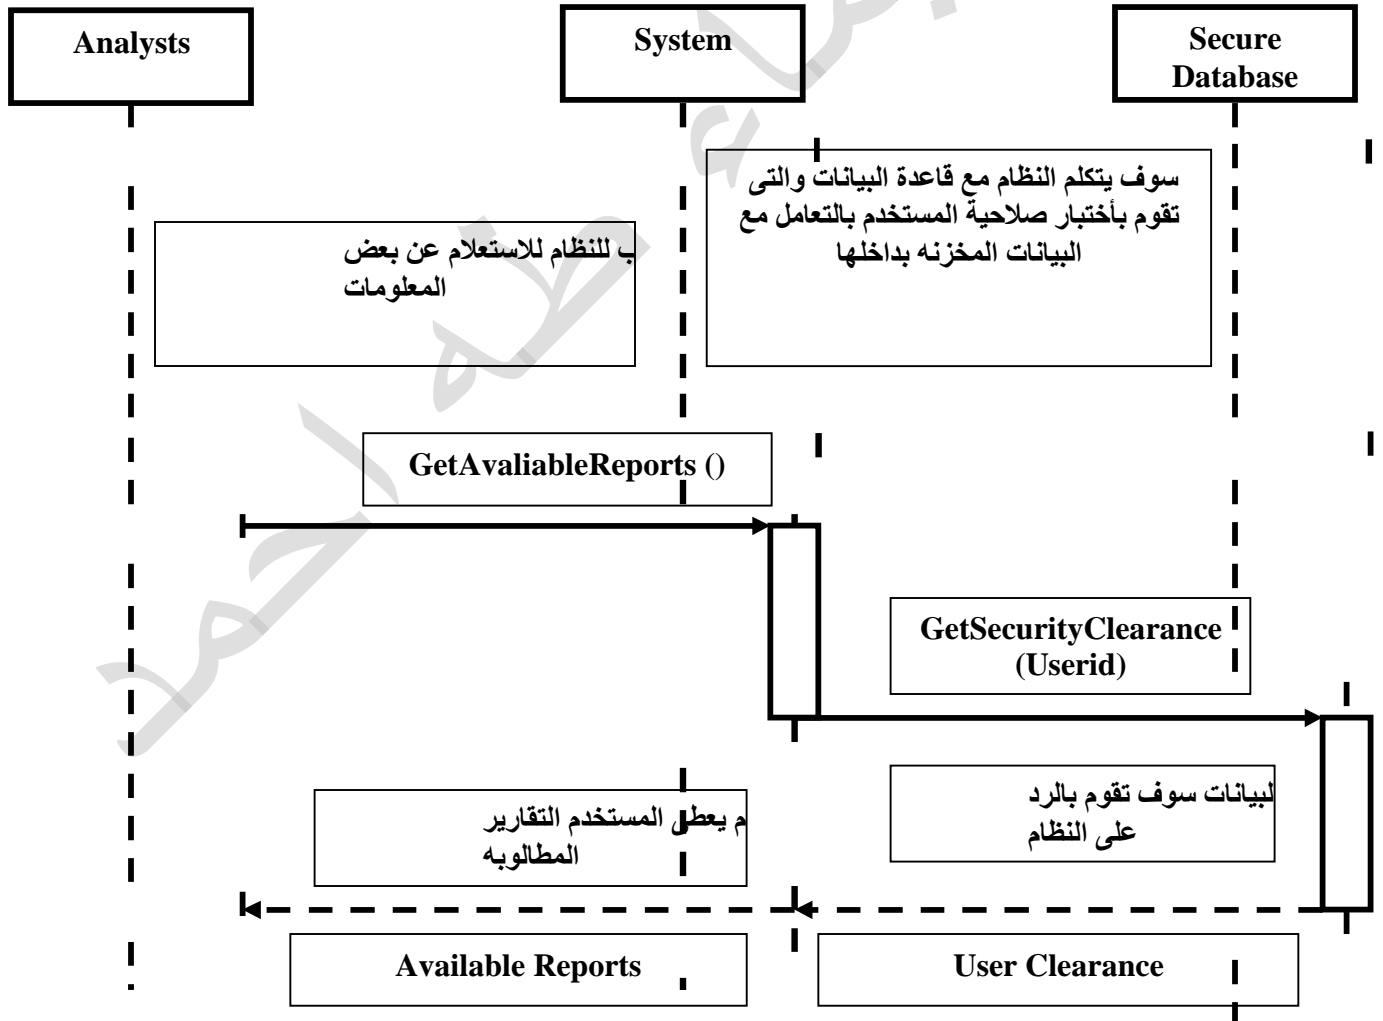 Analysts
System
Secure
Database
سوف يتكلم النظام مع قاعدة البيانات والتى
تقوم بأختبار صلاحية المستخدم بالتعامل مع
البيانات المخزنه بداخلها
ب للنظام للاستعلام عن بعض
المعلومات
GetAvaliableReports ()
GetSecurityClearance
(Userid)
لبيانات سوف تقوم بالرد
على النظام
م يعطى المستخدم التقارير
المطالوبه
Available Reports
User Clearance
طه احمد